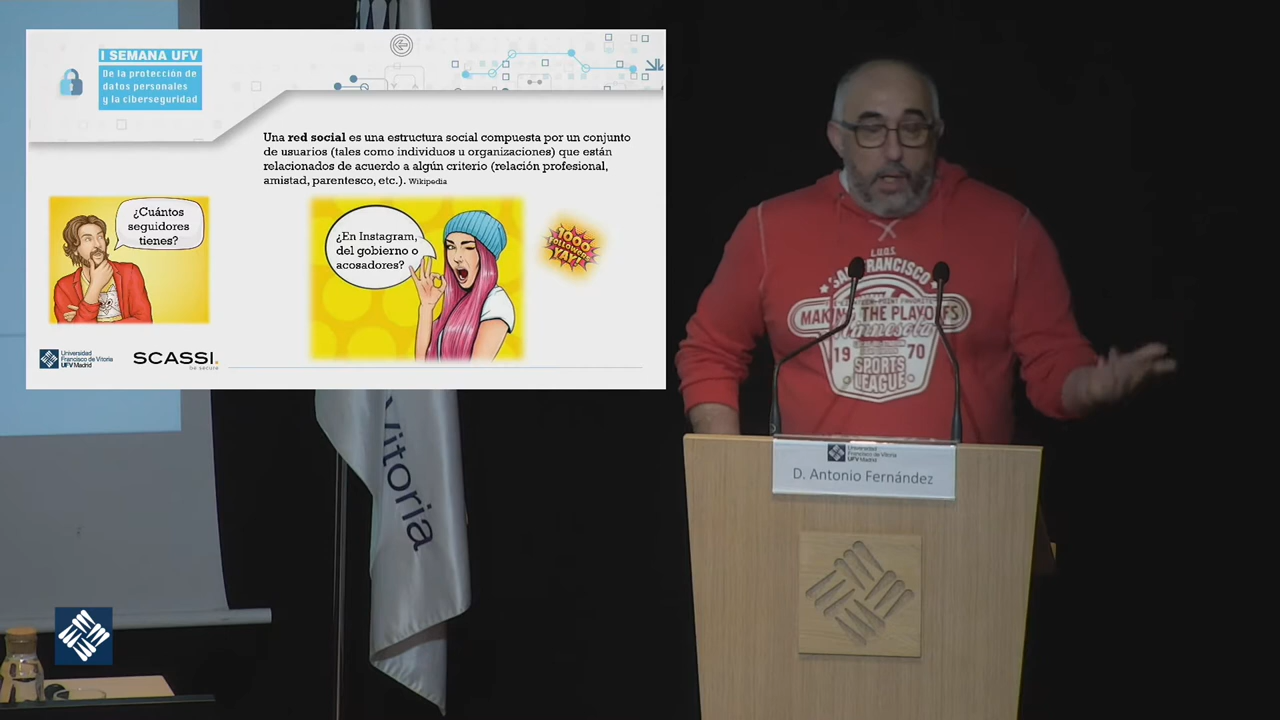 I SEMANA UFV
De la protección de
datos personales
y la ciberseguridad
Una red social es una estructura social compuesta por un conjunto
de usuarios (tales como individuos u organizaciones) que están
relacionados de acuerdo a algún criterio (relación profesional,
amistad, parentesco, etc.). Wikipedia
¿Cuántos
seguidores
tienes?
¿En Instagram,
del gobierno o
acosadores?
1000
FOLLOWERS
YAY!
Universidad
Francisco de Vitoria
UFV Madrid
SCASSI.
be secure
Vitoria
L.U.O.S.
SAN FRANCISCO
MAKING THE PLAYOFFS
19 70
SPORTS
LEAGUE
Universidad
Francisco de Vitoria
UFV Madrid
D. Antonio Fernández